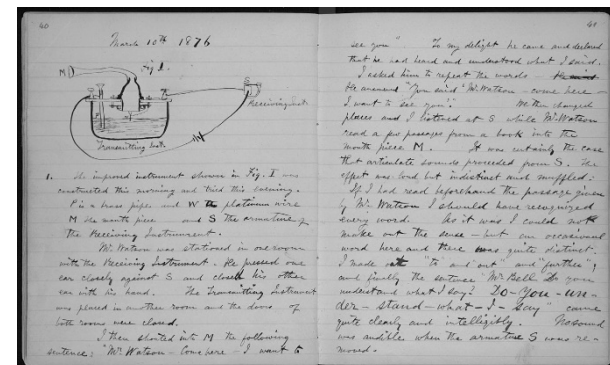 40
March 10th 1876
Fig 1.
M
P
W
S
Receiving Inst.
Transmitting Inst.
1. The improved instrument shown in Fig. I was
constructed this morning and tried this evening.
P is a brass pipe and W the platinum wire
M the mouth piece and S the armature of
the Receiving Instrument.
Mr. Watson was stationed in one room
with the Receiving Instrument. He pressed one
ear closely against S and closed his other
ear with his hand. The Transmitting Instrument
was placed in another room and the doors of
both rooms were closed.
I then shouted into M the following
sentence: "Mr. Watson - Come here - I want to
41
see you" To my delight he came and declared
that he had heard and understood what I said.
I asked him to repeat the words -
He answered "You said 'Mr. Watson - come here -
I want to see you'." We then changed
places and I listened at S while Mr. Watson
read a few passages from a book into the
mouth piece M. It was certainly the case
that articulate sounds proceeded from S. The
effect was loud but indistinct and muffled.
If I had read beforehand the passage given
by Mr. Watson I should have recognized
every word. As it was I could not
make out the sense - but an occasional
word here and there was quite distinct.
I made out "to" and "out" and "further";
and finally the sentence "Mr. Bell Do you
understand what I say? Do - you - un-
der - stand - what - I - say" came
quite clearly and intelligibly. No sound
was audible when the armature S was re-
moved.